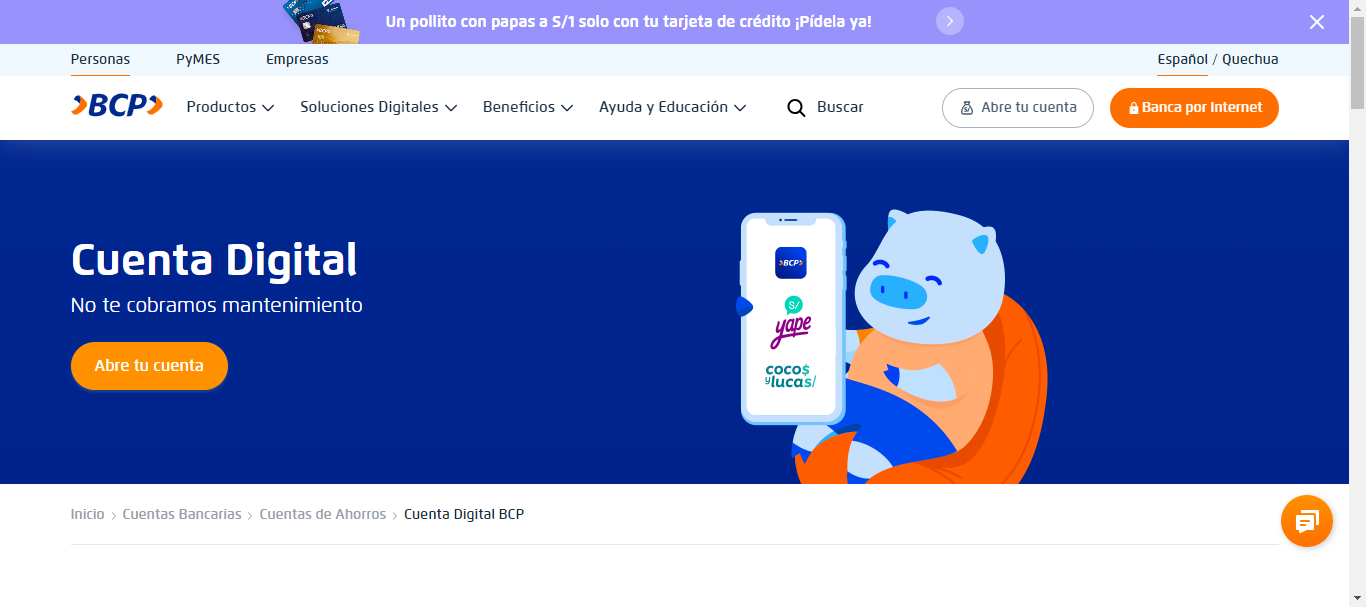 Un pollito con papas a S/1 solo con tu tarjeta de crédito ¡Pídela ya!
Personas PyMES Empresas Español / Quechua
BCP Productos Soluciones Digitales Beneficios Ayuda y Educación Buscar Abre tu cuenta Banca por Internet
Cuenta Digital
No te cobramos mantenimiento
Abre tu cuenta
BCP
S/
yape
coco$
y lucas/
Inicio > Cuentas Bancarias > Cuentas de Ahorros > Cuenta Digital BCP